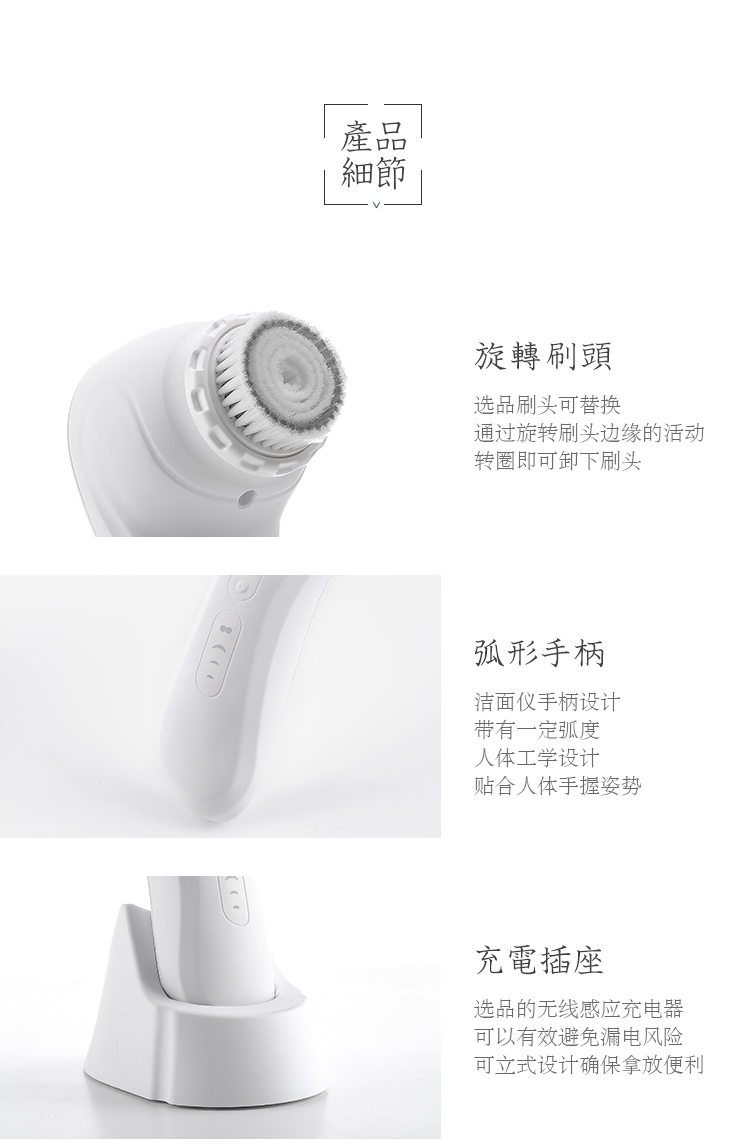 產品
細節
旋轉刷頭
选品刷头可替换
通过旋转刷头边缘的活动
转圈即可卸下刷头
弧形手柄
洁面仪手柄设计
带有一定弧度
人体工学设计
贴合人体手握姿势
充電插座
选品的无线感应充电器
可以有效避免漏电风险
可立式设计确保拿放便利